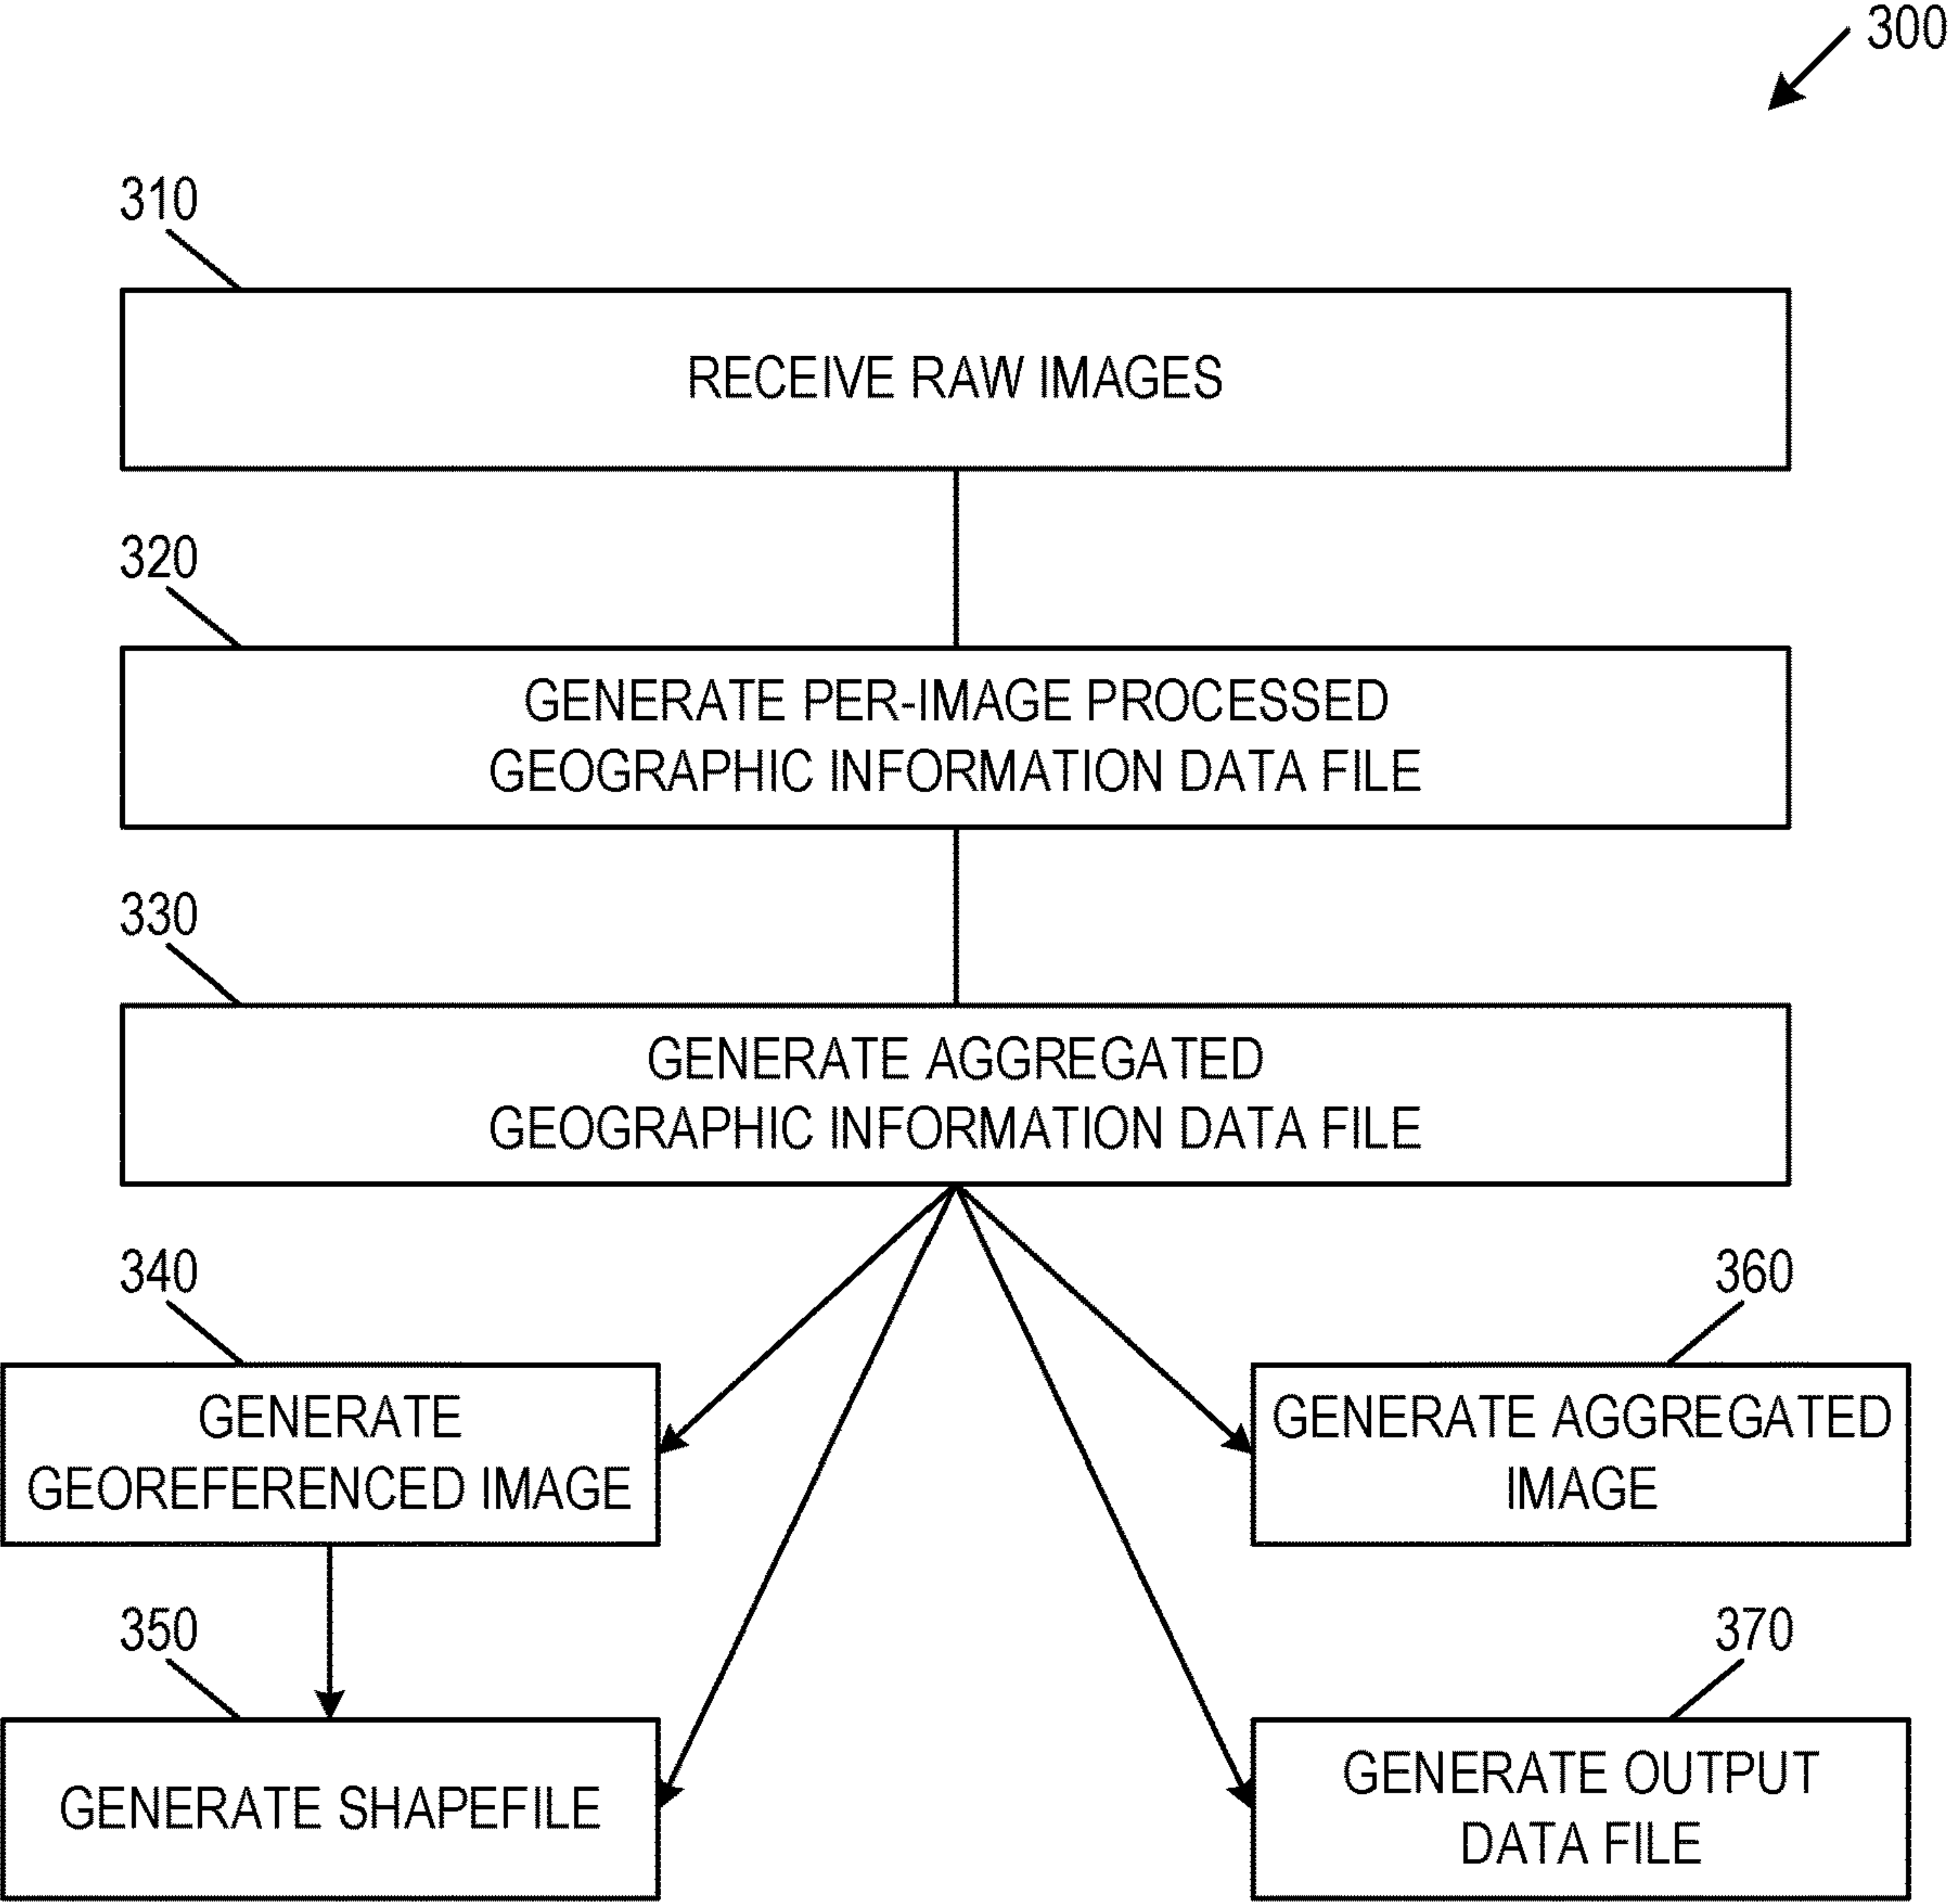 300
310
RECEIVE RAW IMAGES
320
GENERATE PER-IMAGE PROCESSED
GEOGRAPHIC INFORMATION DATA FILE
330
GENERATE AGGREGATED
GEOGRAPHIC INFORMATION DATA FILE
340
GENERATE
GEOREFERENCED IMAGE
360
GENERATE AGGREGATED
IMAGE
350
GENERATE SHAPEFILE
370
GENERATE OUTPUT
DATA FILE